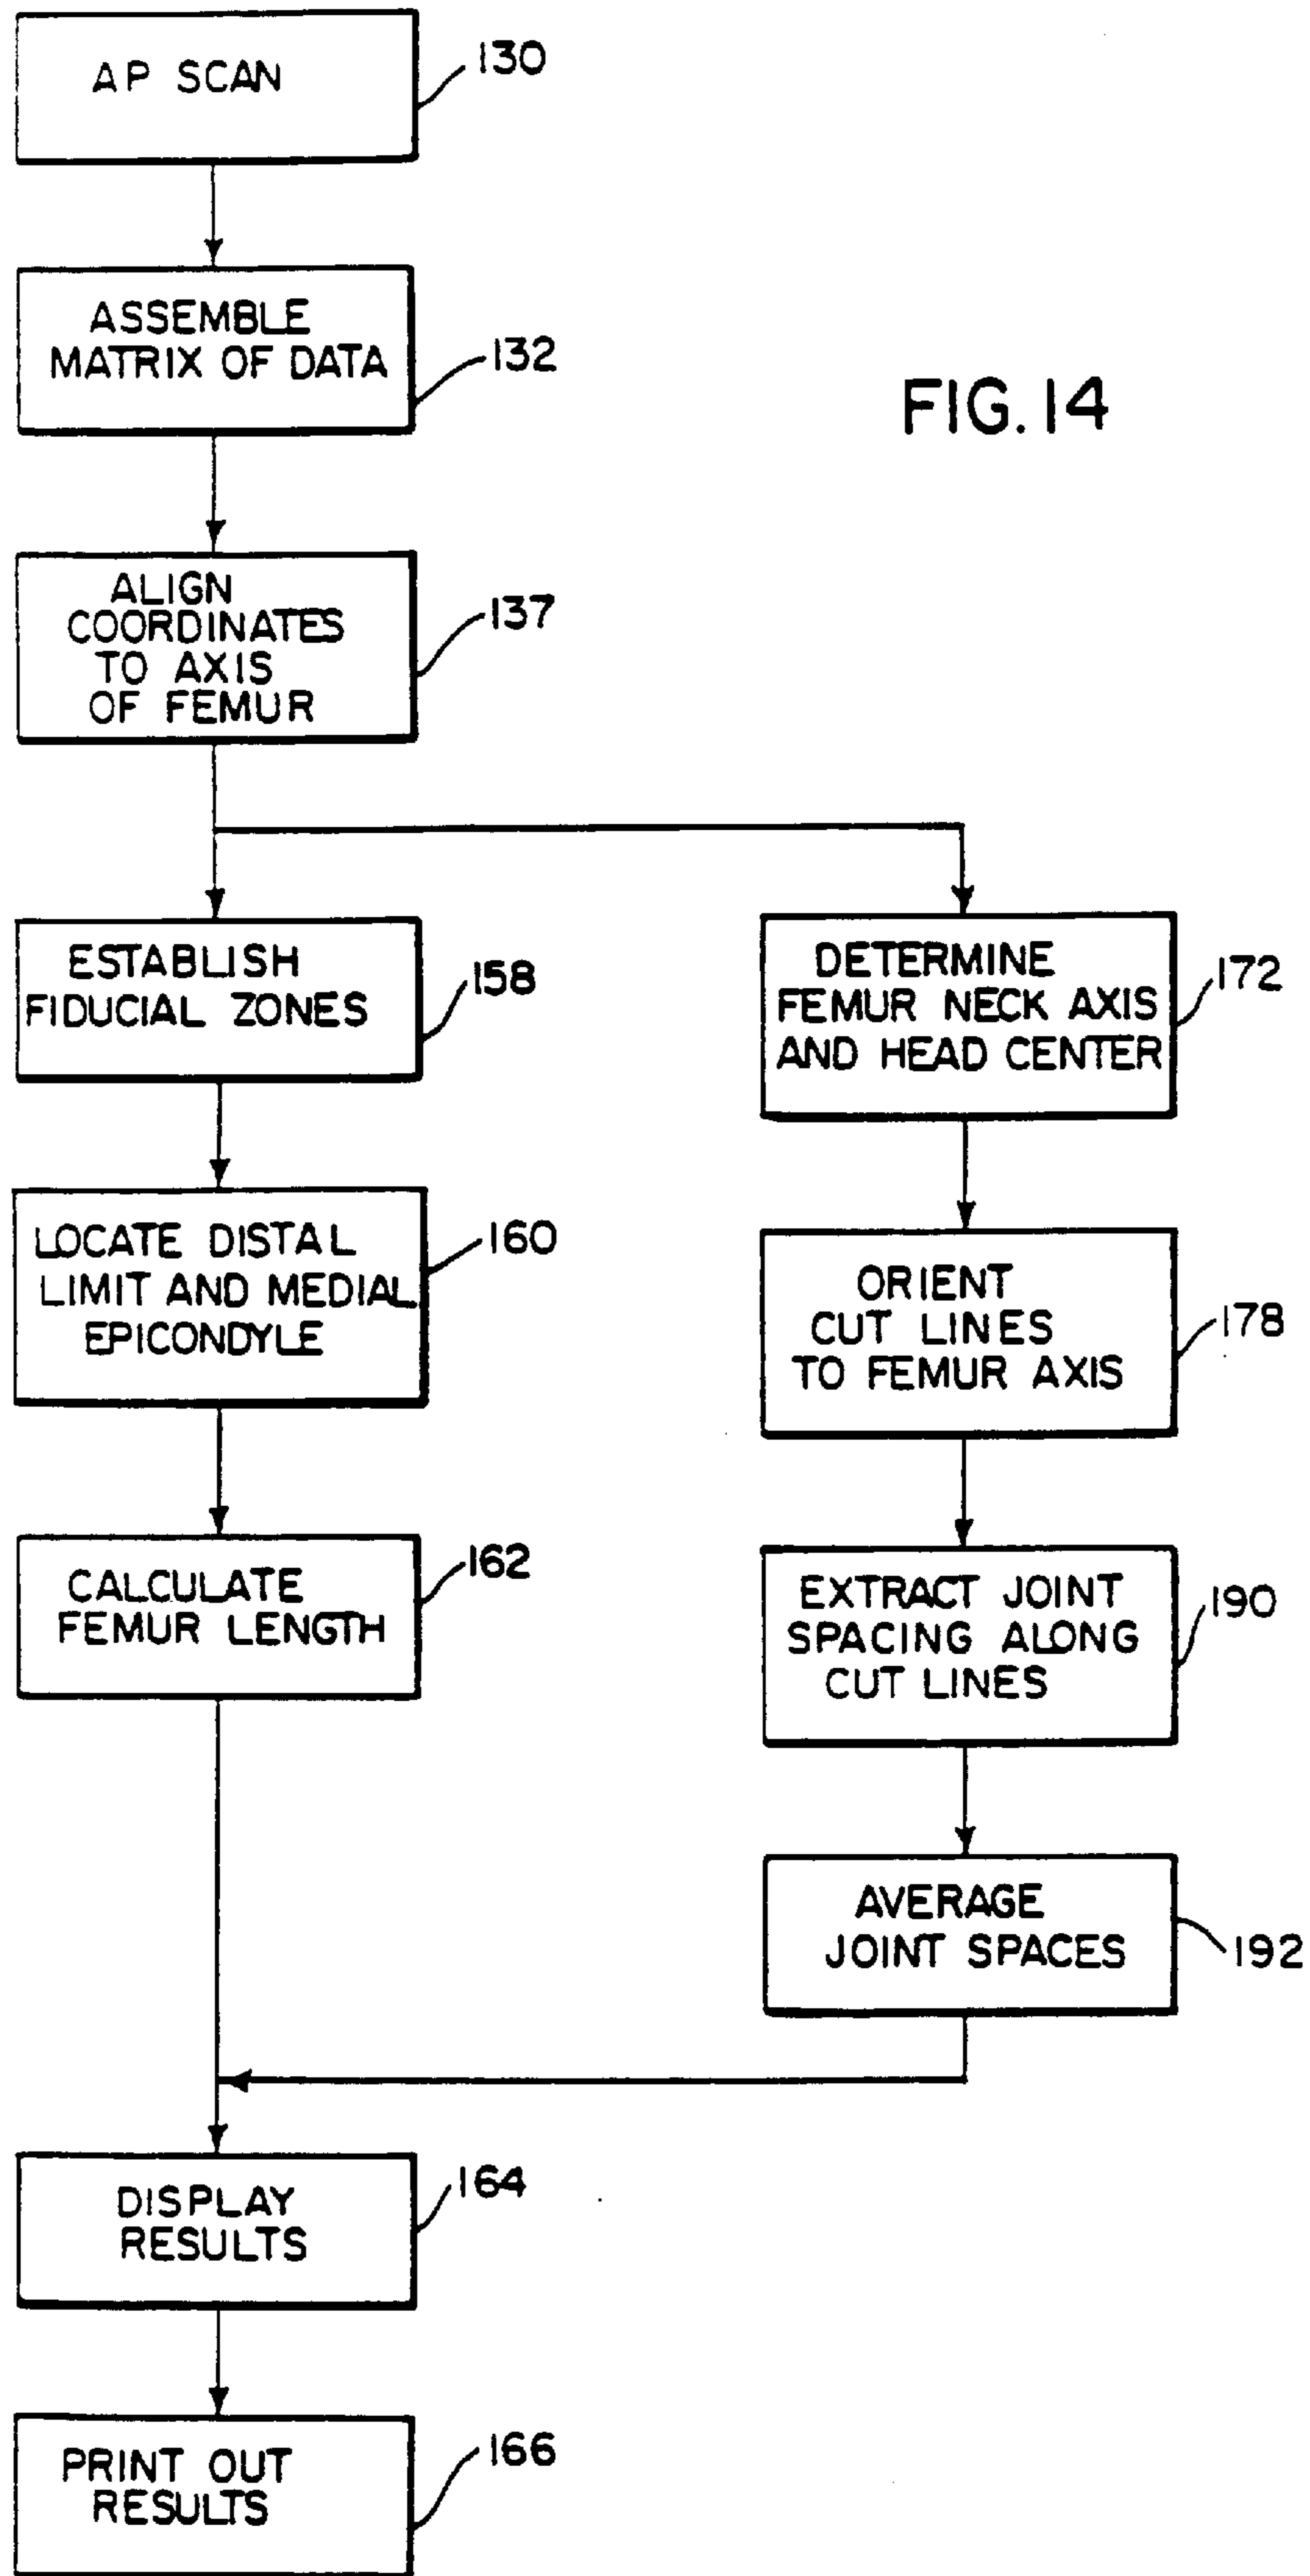 AP SCAN
130
ASSEMBLE
MATRIX OF DATA
132
FIG. 14
ALIGN
COORDINATES
TO AXIS
OF FEMUR
137
ESTABLISH
FIDUCIAL ZONES
158
DETERMINE
FEMUR NECK AXIS
AND HEAD CENTER
172
LOCATE DISTAL
LIMIT AND MEDIAL
EPICONDYLE
160
ORIENT
CUT LINES
TO FEMUR AXIS
178
CALCULATE
FEMUR LENGTH
162
EXTRACT JOINT
SPACING ALONG
CUT LINES
190
AVERAGE
JOINT SPACES
192
DISPLAY
RESULTS
164
PRINT OUT
RESULTS
166